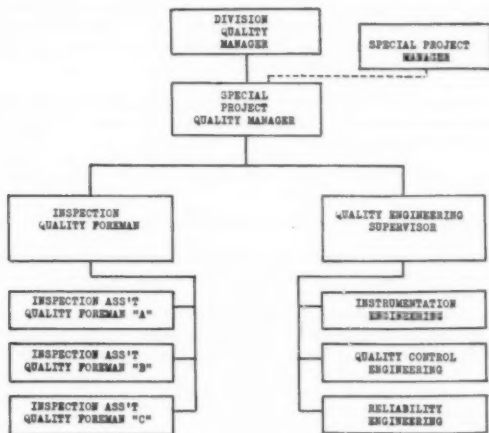 DIVISION
QUALITY
MANAGER
SPECIAL PROJECT
MANAGER
SPECIAL
PROJECT
QUALITY MANAGER
INSPECTION
QUALITY FOREMAN
QUALITY ENGINEERING
SUPERVISOR
INSPECTION ASS'T
QUALITY FOREMAN "A"
INSTRUMENTATION
ENGINEERING
INSPECTION ASS'T
QUALITY FOREMAN "B"
QUALITY CONTROL
ENGINEERING
INSPECTION ASS'T
QUALITY FOREMAN "C"
RELIABILITY
ENGINEERING